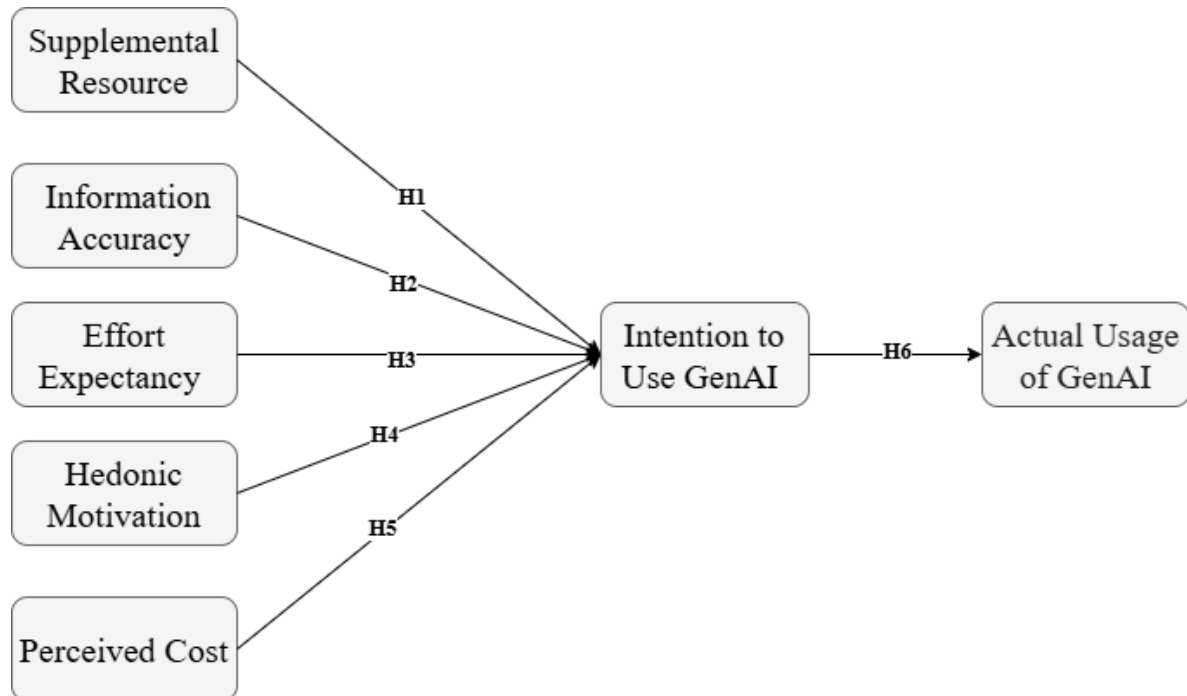 Supplemental
Resource
H1
Information
Accuracy
H2
Effort
Expectancy
H3
Hedonic
Motivation
H4
Perceived Cost
H5
Intention to
Use GenAI
H6
Actual Usage
of GenAI